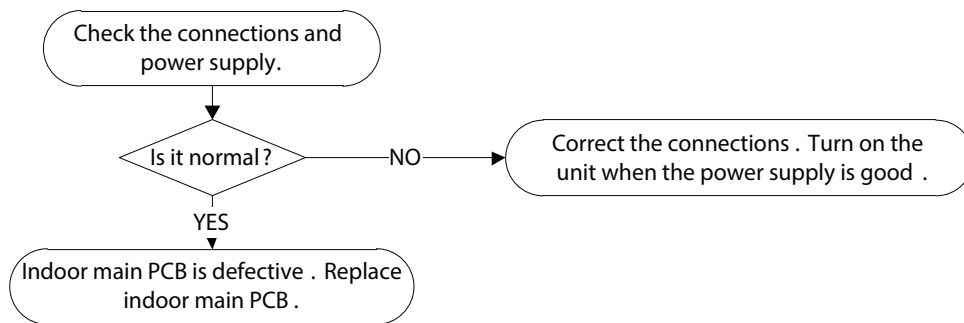 Check the connections and
power supply.
Is it normal?
NO
Correct the connections . Turn on the
unit when the power supply is good .
YES
Indoor main PCB is defective . Replace
indoor main PCB .